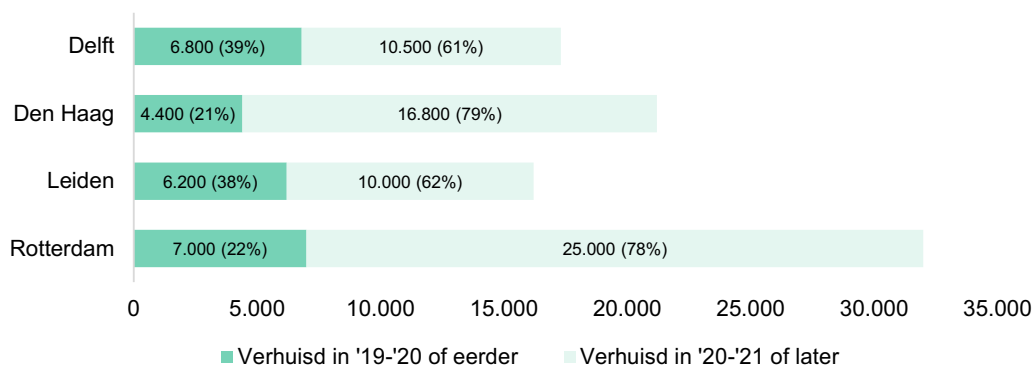 Delft 6.800 (39%) 10.500 (61%)
Den Haag 4.400 (21%) 16.800 (79%)
Leiden 6.200 (38%) 10.000 (62%)
Rotterdam 7.000 (22%) 25.000 (78%)
0 5.000 10.000 15.000 20.000 25.000 30.000 35.000
Verhuisd in '19-'20 of eerder Verhuisd in '20-'21 of later